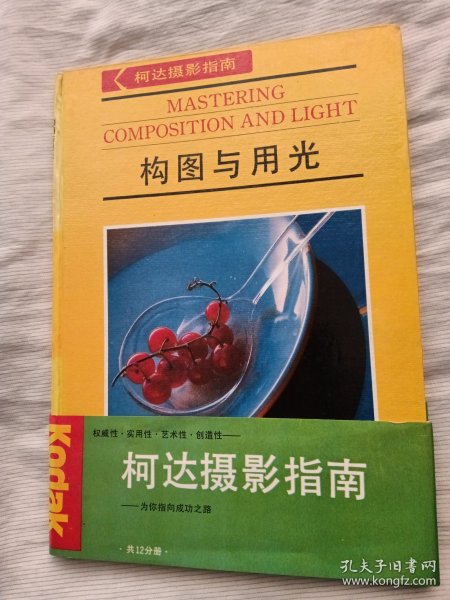 柯达摄影指南
MASTERING
COMPOSITION AND LIGHT
构图与用光
权威性·实用性·艺术性·创造性——
Kodak
柯达摄影指南
——为你指向成功之路
·共12分册·
孔夫子旧书网
www.kongfz.com